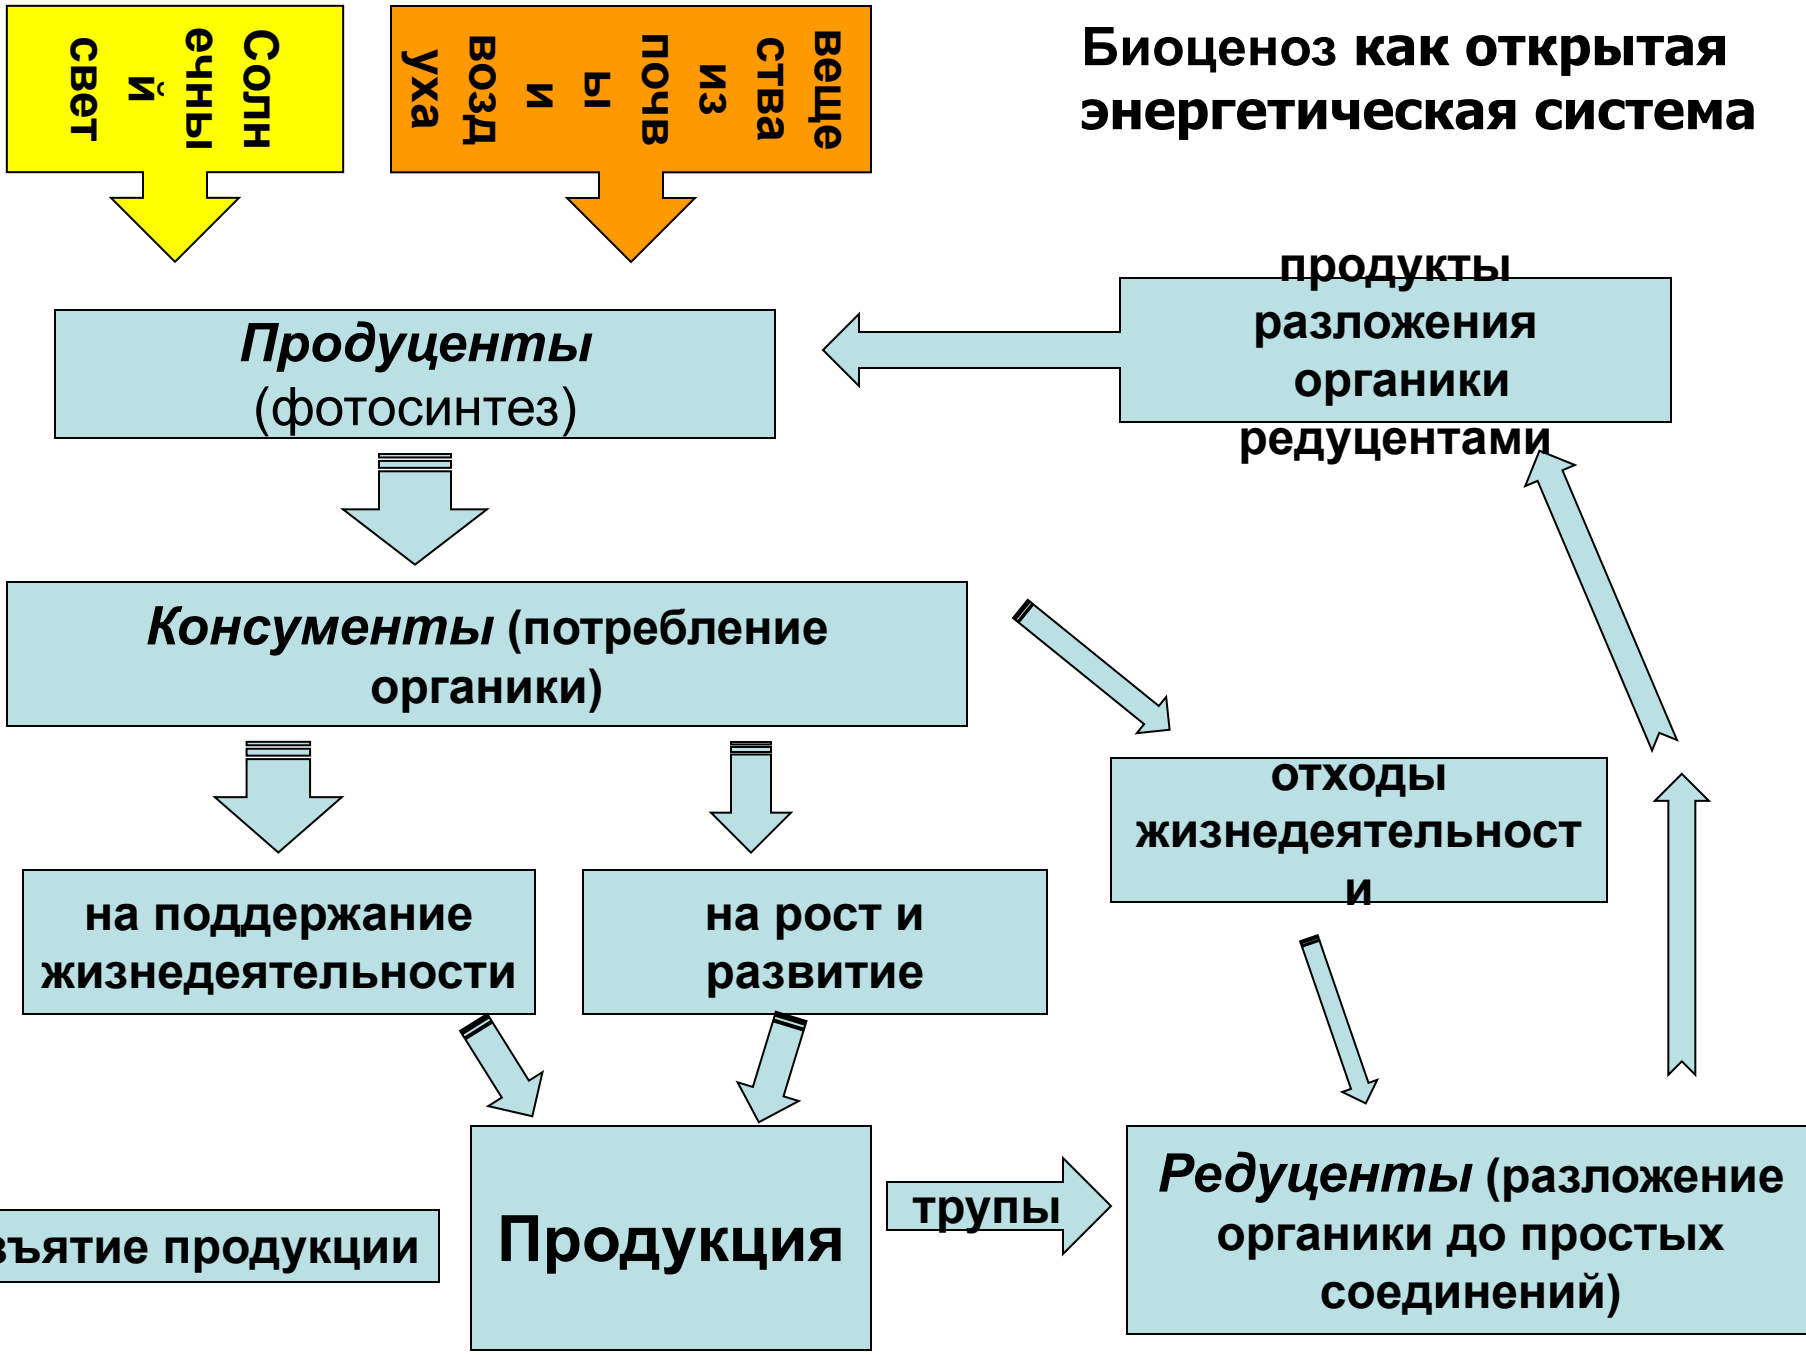 Солн
ечны
й
свет
веще
ства
из
почв
ы
и
возд
уха
Биоценоз как открытая
энергетическая система
продукты
разложения
органики
редуцентами
Продуценты
(фотосинтез)
Консументы (потребление
органики)
отходы
жизнедеятельност
и
на поддержание
жизнедеятельности
на рост и
развитие
зъятие продукции
Продукция
трупы
Редуценты (разложение
органики до простых
соединений)